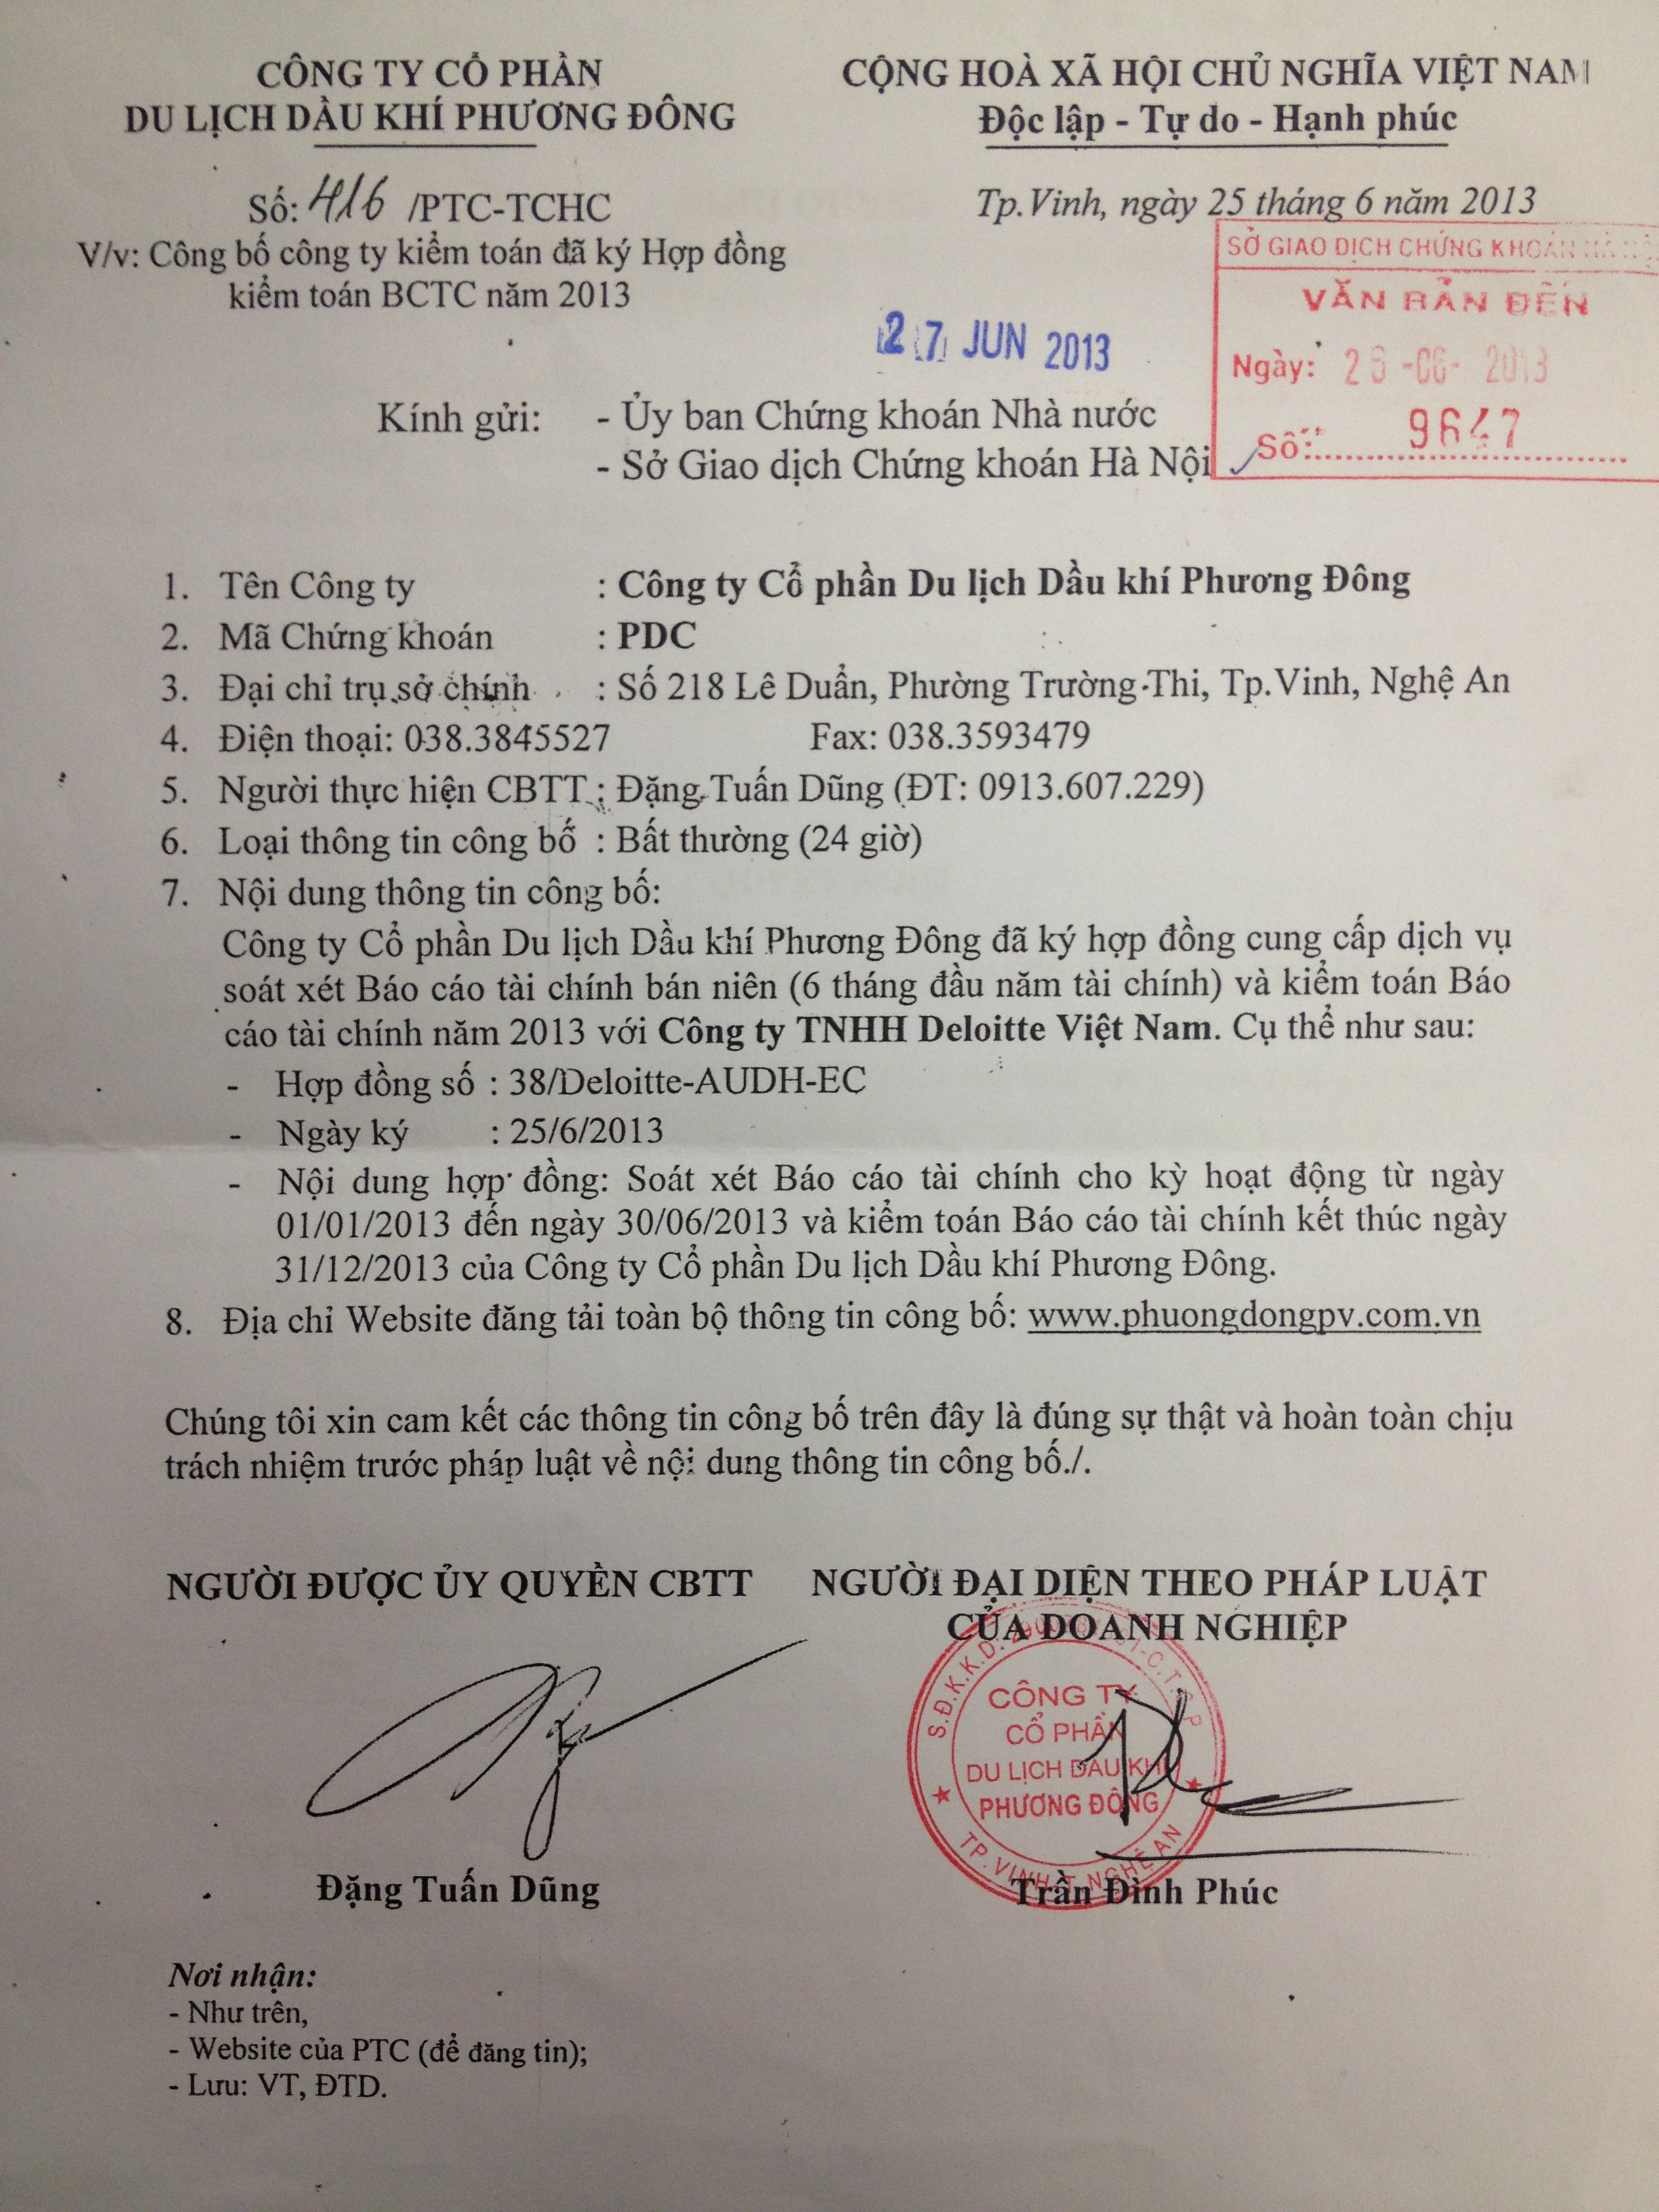 CÔNG TY CỔ PHẦN
DU LỊCH DẦU KHÍ PHƯƠNG ĐÔNG
CỘNG HOÀ XÃ HỘI CHỦ NGHĨA VIỆT NAM
Độc lập - Tự do - Hạnh phúc
Số: 416 /PTC-TCHC
V/v: Công bố công ty kiểm toán đã ký Hợp đồng
kiểm toán BCTC năm 2013
Tp.Vinh, ngày 25 tháng 6 năm 2013
SỞ GIAO DỊCH CHỨNG KHOÁN
VĂN BẢN ĐẾN
Ngày: 26 -06- 2013
Số: 9647
27 JUN 2013
Kính gửi: - Ủy ban Chứng khoán Nhà nước
- Sở Giao dịch Chứng khoán Hà Nội
1. Tên Công ty : Công ty Cổ phần Du lịch Dầu khí Phương Đông
2. Mã Chứng khoán : PDC
3. Đại chỉ trụ sở chính : Số 218 Lê Duẩn, Phường Trường Thi, Tp.Vinh, Nghệ An
4. Điện thoại: 038.3845527 Fax: 038.3593479
5. Người thực hiện CBTT : Đặng Tuấn Dũng (ĐT: 0913.607.229)
6. Loại thông tin công bố : Bất thường (24 giờ)
7. Nội dung thông tin công bố:
Công ty Cổ phần Du lịch Dầu khí Phương Đông đã ký hợp đồng cung cấp dịch vụ
soát xét Báo cáo tài chính bán niên (6 tháng đầu năm tài chính) và kiểm toán Báo
cáo tài chính năm 2013 với Công ty TNHH Deloitte Việt Nam. Cụ thể như sau:
- Hợp đồng số : 38/Deloitte-AUDH-EC
- Ngày ký : 25/6/2013
- Nội dung hợp đồng: Soát xét Báo cáo tài chính cho kỳ hoạt động từ ngày
01/01/2013 đến ngày 30/06/2013 và kiểm toán Báo cáo tài chính kết thúc ngày
31/12/2013 của Công ty Cổ phần Du lịch Dầu khí Phương Đông.
8. Địa chỉ Website đăng tải toàn bộ thông tin công bố: www.phuongdongpv.com.vn
Chúng tôi xin cam kết các thông tin công bố trên đây là đúng sự thật và hoàn toàn chịu
trách nhiệm trước pháp luật về nội dung thông tin công bố./.
NGƯỜI ĐƯỢC ỦY QUYỀN CBTT
NGƯỜI ĐẠI DIỆN THEO PHÁP LUẬT
CỦA DOANH NGHIỆP
S.Đ.K.K.D:
CÔNG TY
CỔ PHẦN
DU LỊCH DẦU KHÍ
PHƯƠNG ĐÔNG
TP. VINH T. NGHỆ AN
Đặng Tuấn Dũng
Trần Đình Phúc
Nơi nhận:
- Như trên,
- Website của PTC (để đăng tin);
- Lưu: VT, ĐTD.